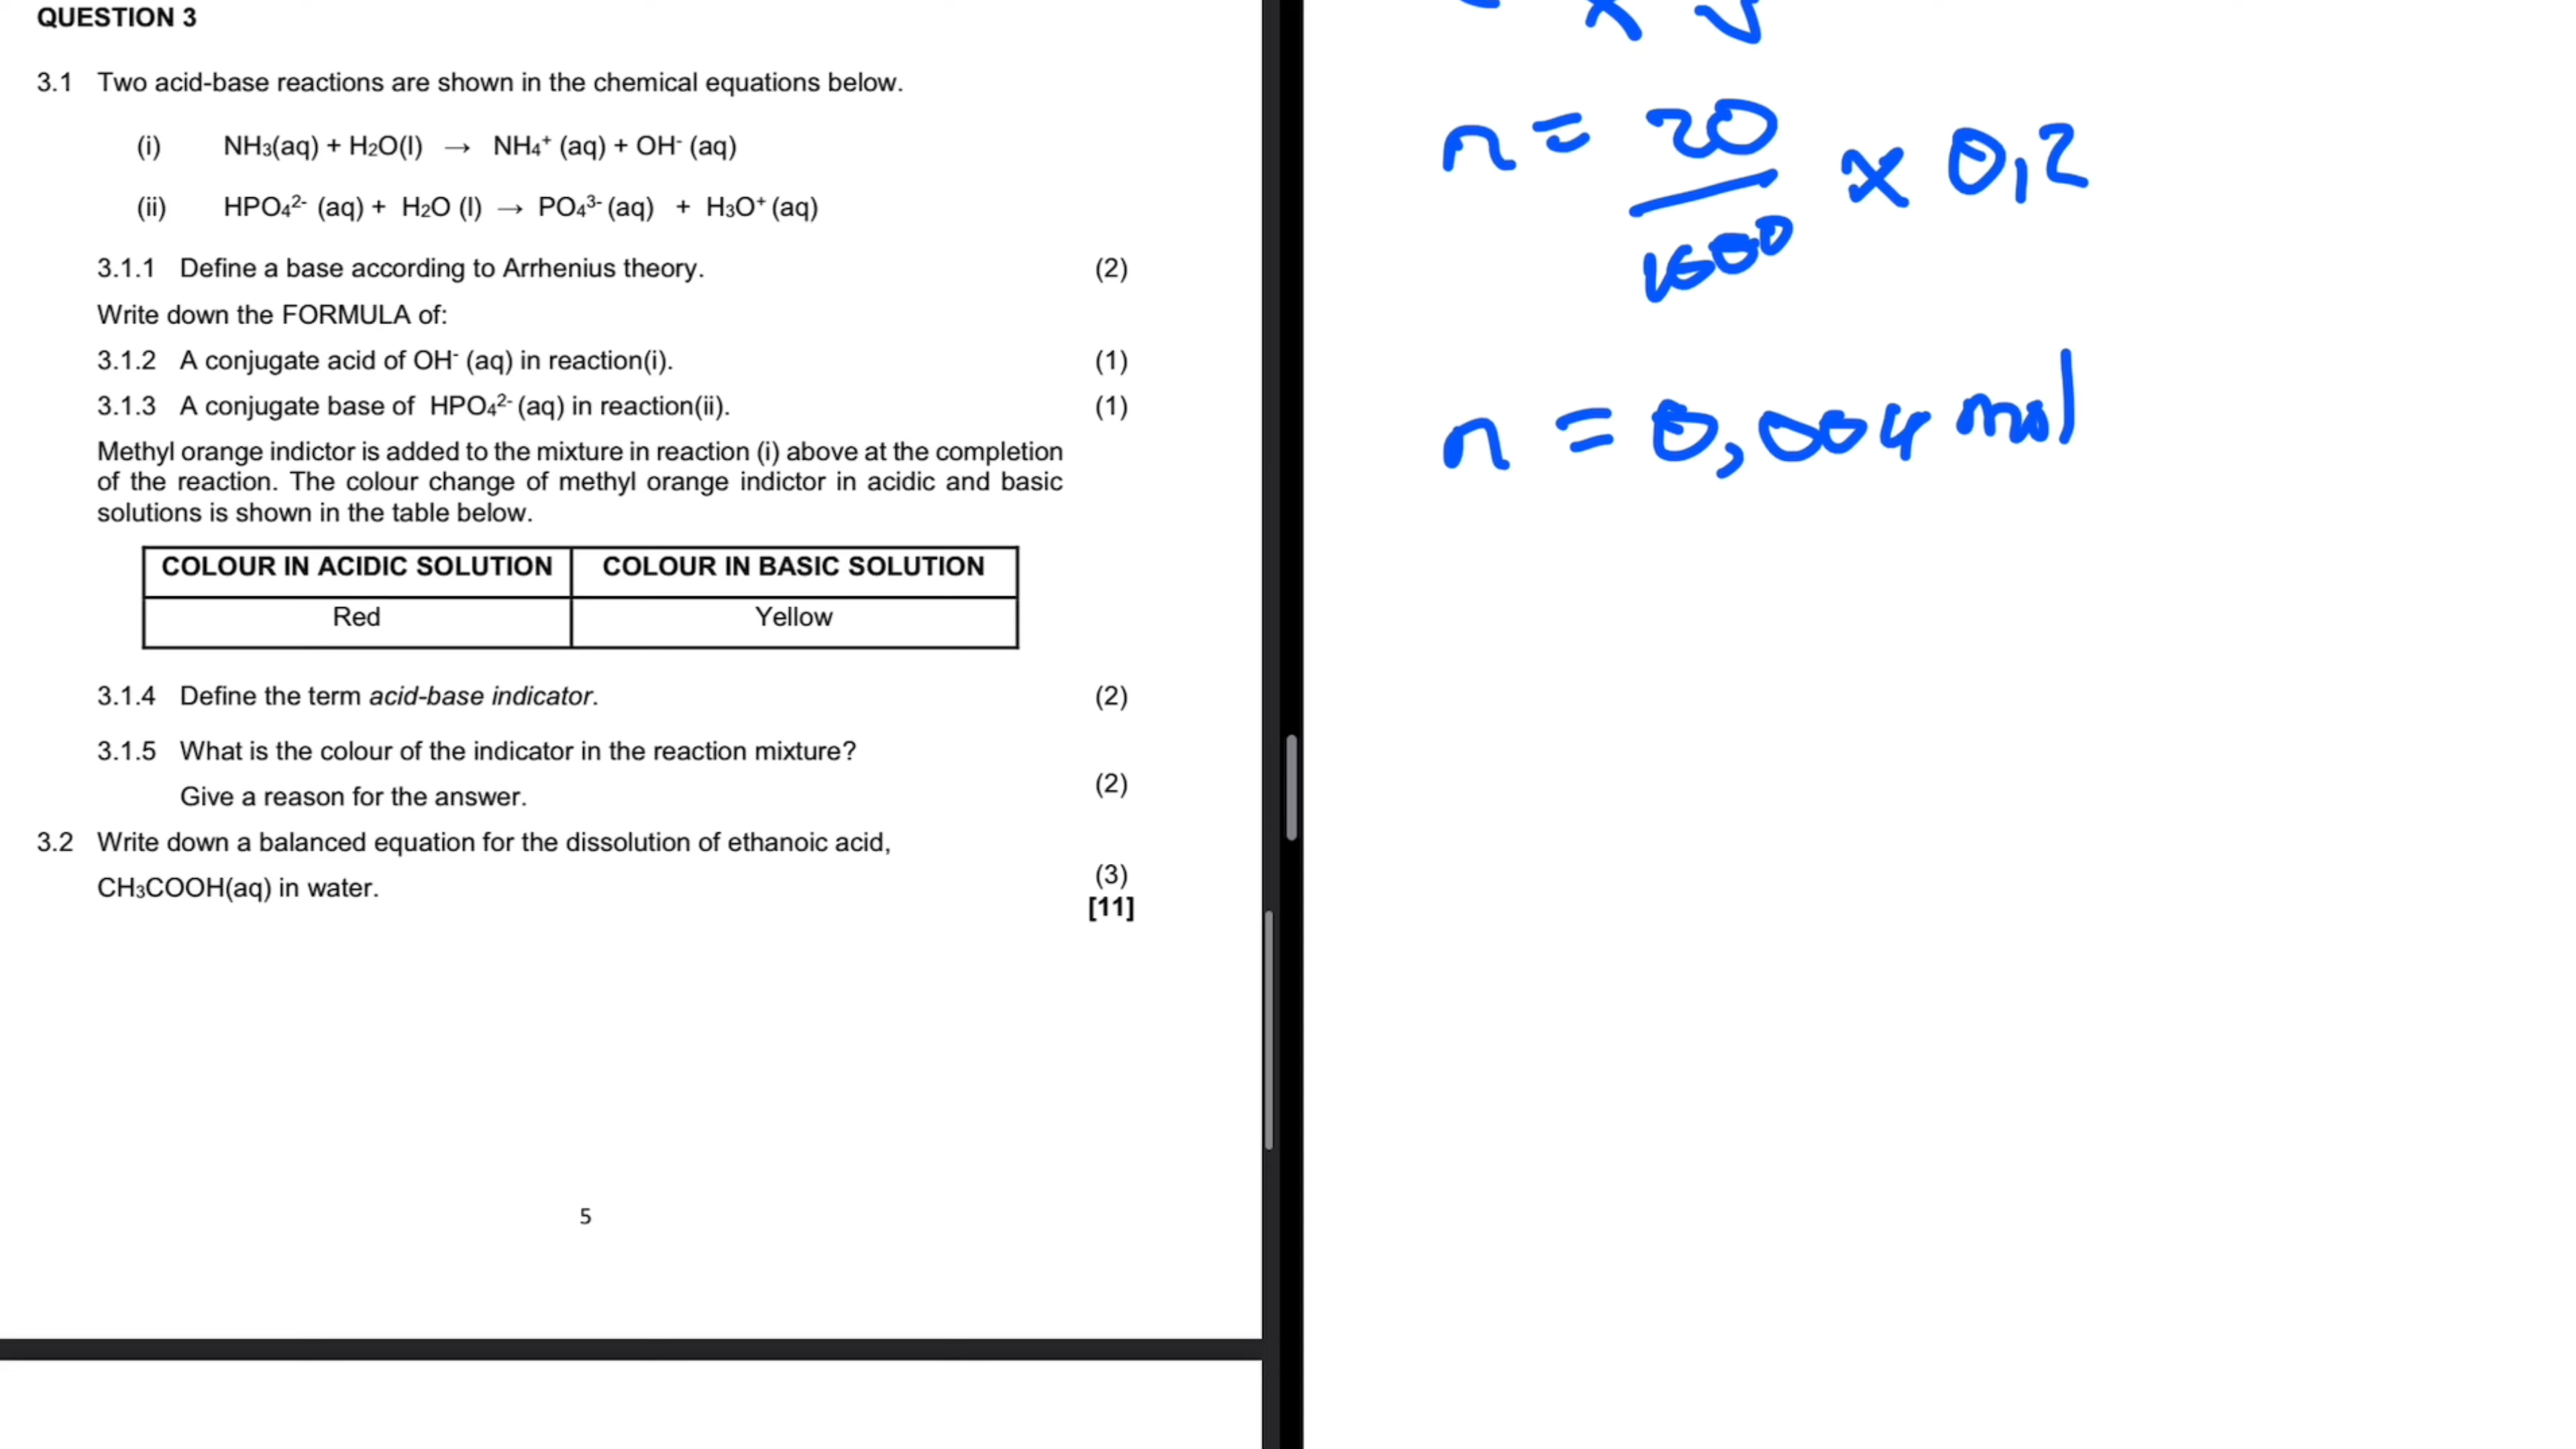 QUESTION 3
3.1 Two acid-base reactions are shown in the chemical equations below.
(i) NH₃(aq) + H₂O(l) → NH₄⁺ (aq) + OH⁻ (aq)
(ii) HPO₄²⁻ (aq) + H₂O (l) → PO₄³⁻ (aq) + H₃O⁺ (aq)
3.1.1 Define a base according to Arrhenius theory. (2)
Write down the FORMULA of:
3.1.2 A conjugate acid of OH⁻ (aq) in reaction(i). (1)
3.1.3 A conjugate base of HPO₄²⁻ (aq) in reaction(ii). (1)
Methyl orange indictor is added to the mixture in reaction (i) above at the completion
of the reaction. The colour change of methyl orange indictor in acidic and basic
solutions is shown in the table below.
COLOUR IN ACIDIC SOLUTION COLOUR IN BASIC SOLUTION
Red Yellow
3.1.4 Define the term acid-base indicator. (2)
3.1.5 What is the colour of the indicator in the reaction mixture?
Give a reason for the answer. (2)
3.2 Write down a balanced equation for the dissolution of ethanoic acid,
CH₃COOH(aq) in water. (3)
[11]
5
n = 20/1000 × 0,2
n = 0,004 mol